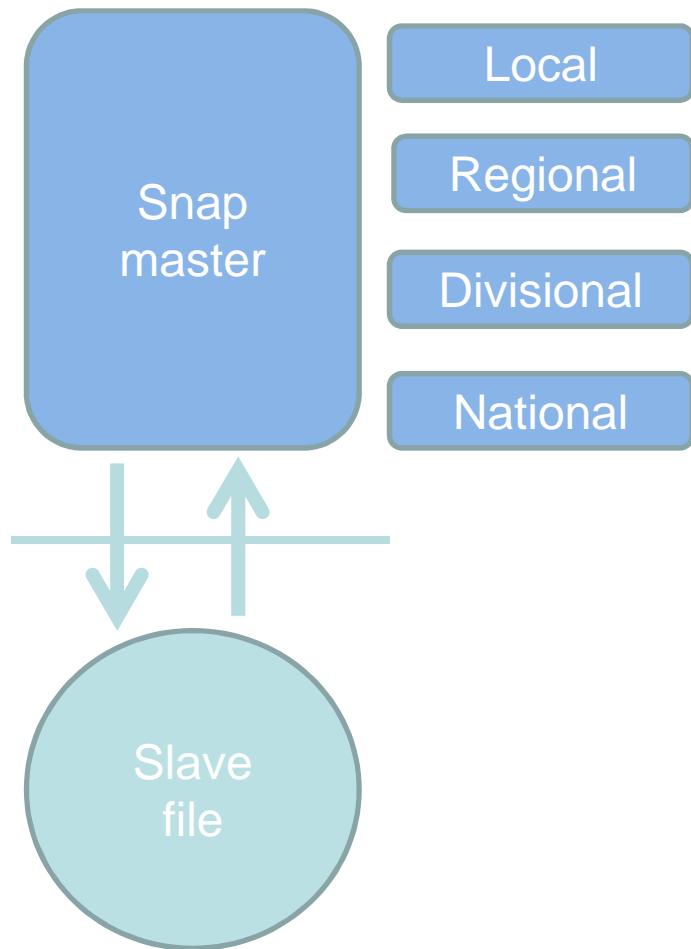 Snap
master
Local
Regional
Divisional
National
Slave
file